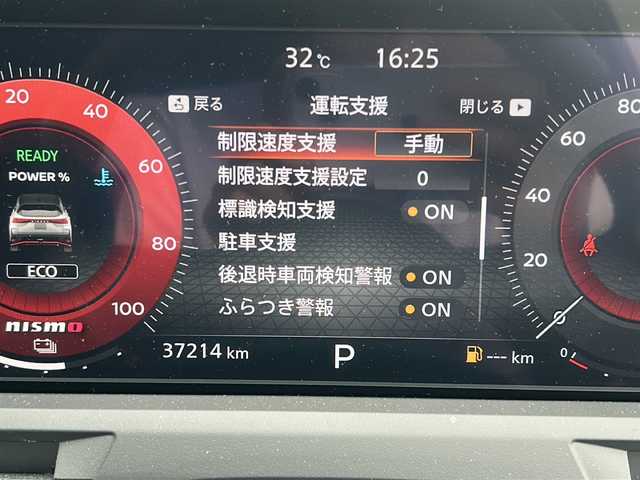 32℃ 16:25
戻る 運転支援 閉じる
制限速度支援 手動
制限速度支援設定 0
標識検知支援 ON
駐車支援
後退時車両検知警報 ON
ふらつき警報 ON
20
40
60
80
100
READY
POWER %
ECO
nismo
80
60
40
20
0
0
37214 km P --- km